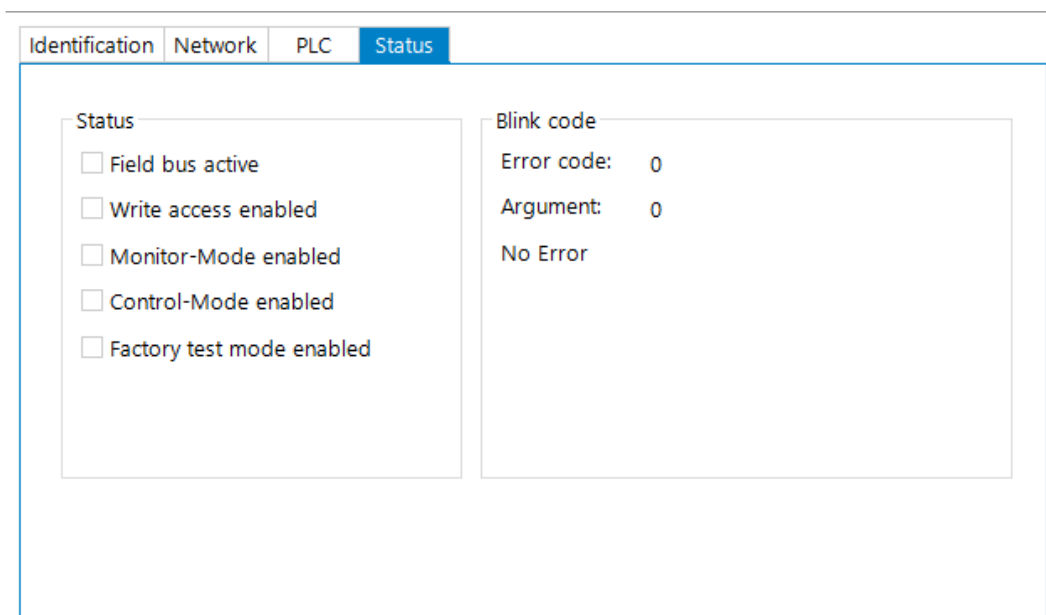 Identification Network PLC Status
Status
Field bus active
Write access enabled
Monitor-Mode enabled
Control-Mode enabled
Factory test mode enabled
Blink code
Error code: 0
Argument: 0
No Error